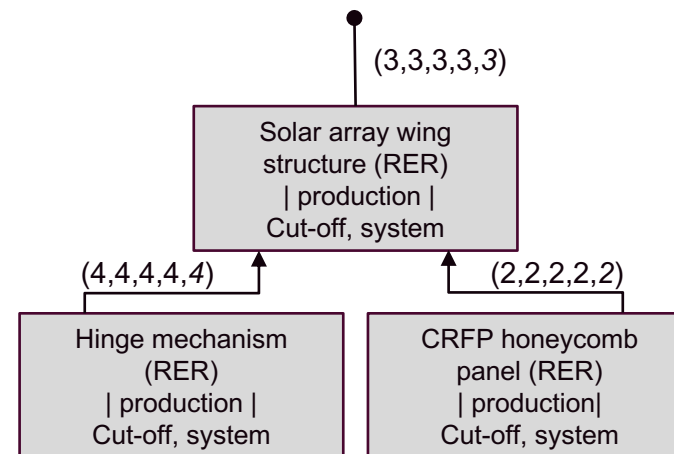 (3,3,3,3,3)
Solar array wing
structure (RER)
| production |
Cut-off, system
(4,4,4,4,4)
(2,2,2,2,2)
Hinge mechanism
(RER)
| production |
Cut-off, system
CRFP honeycomb
panel (RER)
| production|
Cut-off, system